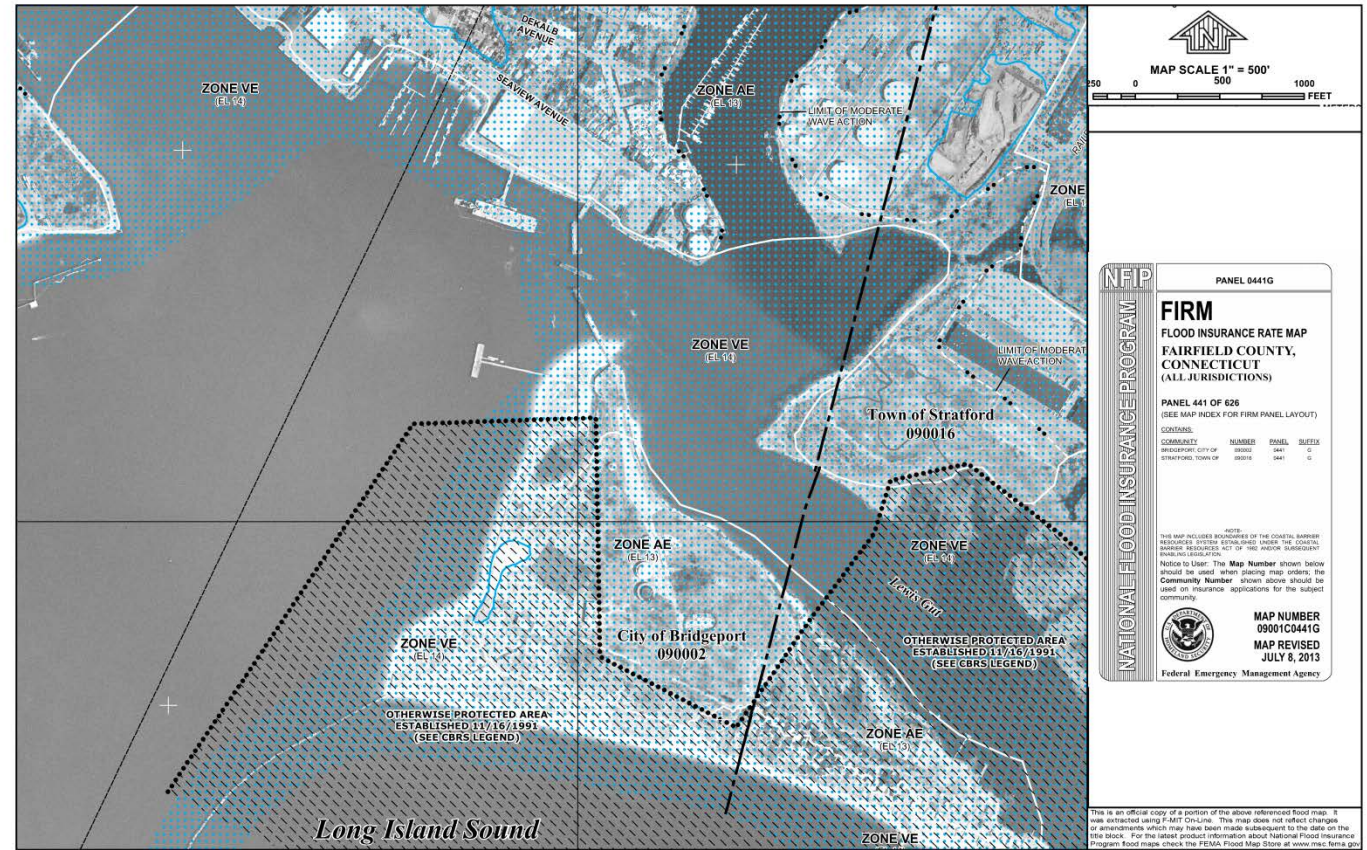 DEKALB
AVENUE
SEAVIEW AVENUE
ZONE VE
(EL 14)
ZONE AE
(EL 13)
LIMIT OF MODERATE
WAVE ACTION
ZONE
(EL 1
ZONE VE
(EL 14)
LIMIT OF MODERAT
WAVE ACTION
Town of Stratford
090016
ZONE AE
(EL 13)
ZONE VE
(EL 14)
Lewis Gut
City of Bridgeport
090002
ZONE VE
(EL 14)
OTHERWISE PROTECTED AREA
ESTABLISHED 11/16/1991
(SEE CBRS LEGEND)
OTHERWISE PROTECTED AREA
ESTABLISHED 11/16/1991
(SEE CBRS LEGEND)
ZONE AE
(EL 13)
Long Island Sound
ZONE VE
MAP SCALE 1" = 500'
250 0 500 1000
FEET
NFIP
NATIONAL FLOOD INSURANCE PROGRAM
PANEL 0441G
FIRM
FLOOD INSURANCE RATE MAP
FAIRFIELD COUNTY,
CONNECTICUT
(ALL JURISDICTIONS)
PANEL 441 OF 626
(SEE MAP INDEX FOR FIRM PANEL LAYOUT)
CONTAINS:
COMMUNITY NUMBER PANEL SUFFIX
BRIDGEPORT, CITY OF 090002 0441 G
STRATFORD, TOWN OF 090016 0441 G
-NOTE-
THIS MAP INCLUDES BOUNDARIES OF THE COASTAL BARRIER
RESOURCES SYSTEM ESTABLISHED UNDER THE COASTAL
BARRIER RESOURCES ACT OF 1982 AND/OR SUBSEQUENT
ENABLING LEGISLATION.
Notice to User: The Map Number shown below
should be used when placing map orders; the
Community Number shown above should be
used on insurance applications for the subject
community.
MAP NUMBER
09001C0441G
MAP REVISED
JULY 8, 2013
Federal Emergency Management Agency
This is an official copy of a portion of the above referenced flood map. It
was extracted using F-MIT On-Line. This map does not reflect changes
or amendments which may have been made subsequent to the date on the
title block. For the latest product information about National Flood Insurance
Program flood maps check the FEMA Flood Map Store at www.msc.fema.gov